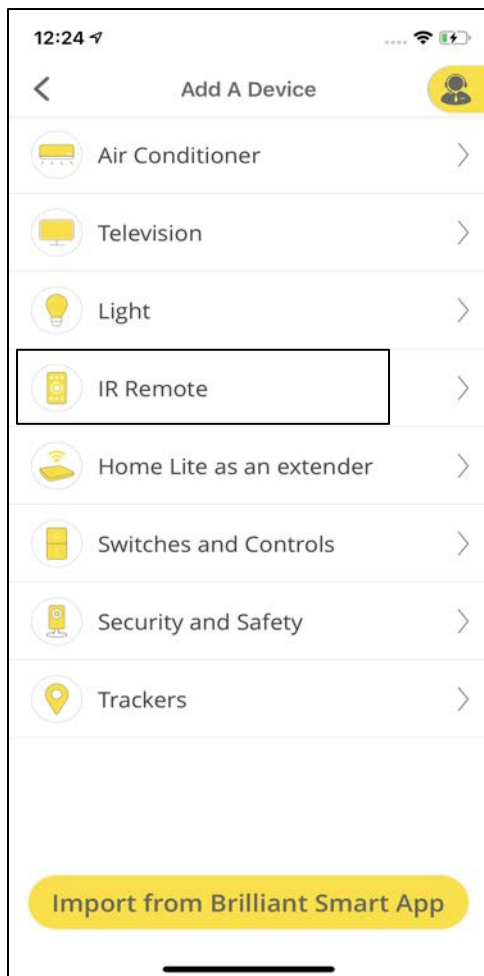 12:24
Add A Device
Air Conditioner
Television
Light
IR Remote
Home Lite as an extender
Switches and Controls
Security and Safety
Trackers
Import from Brilliant Smart App